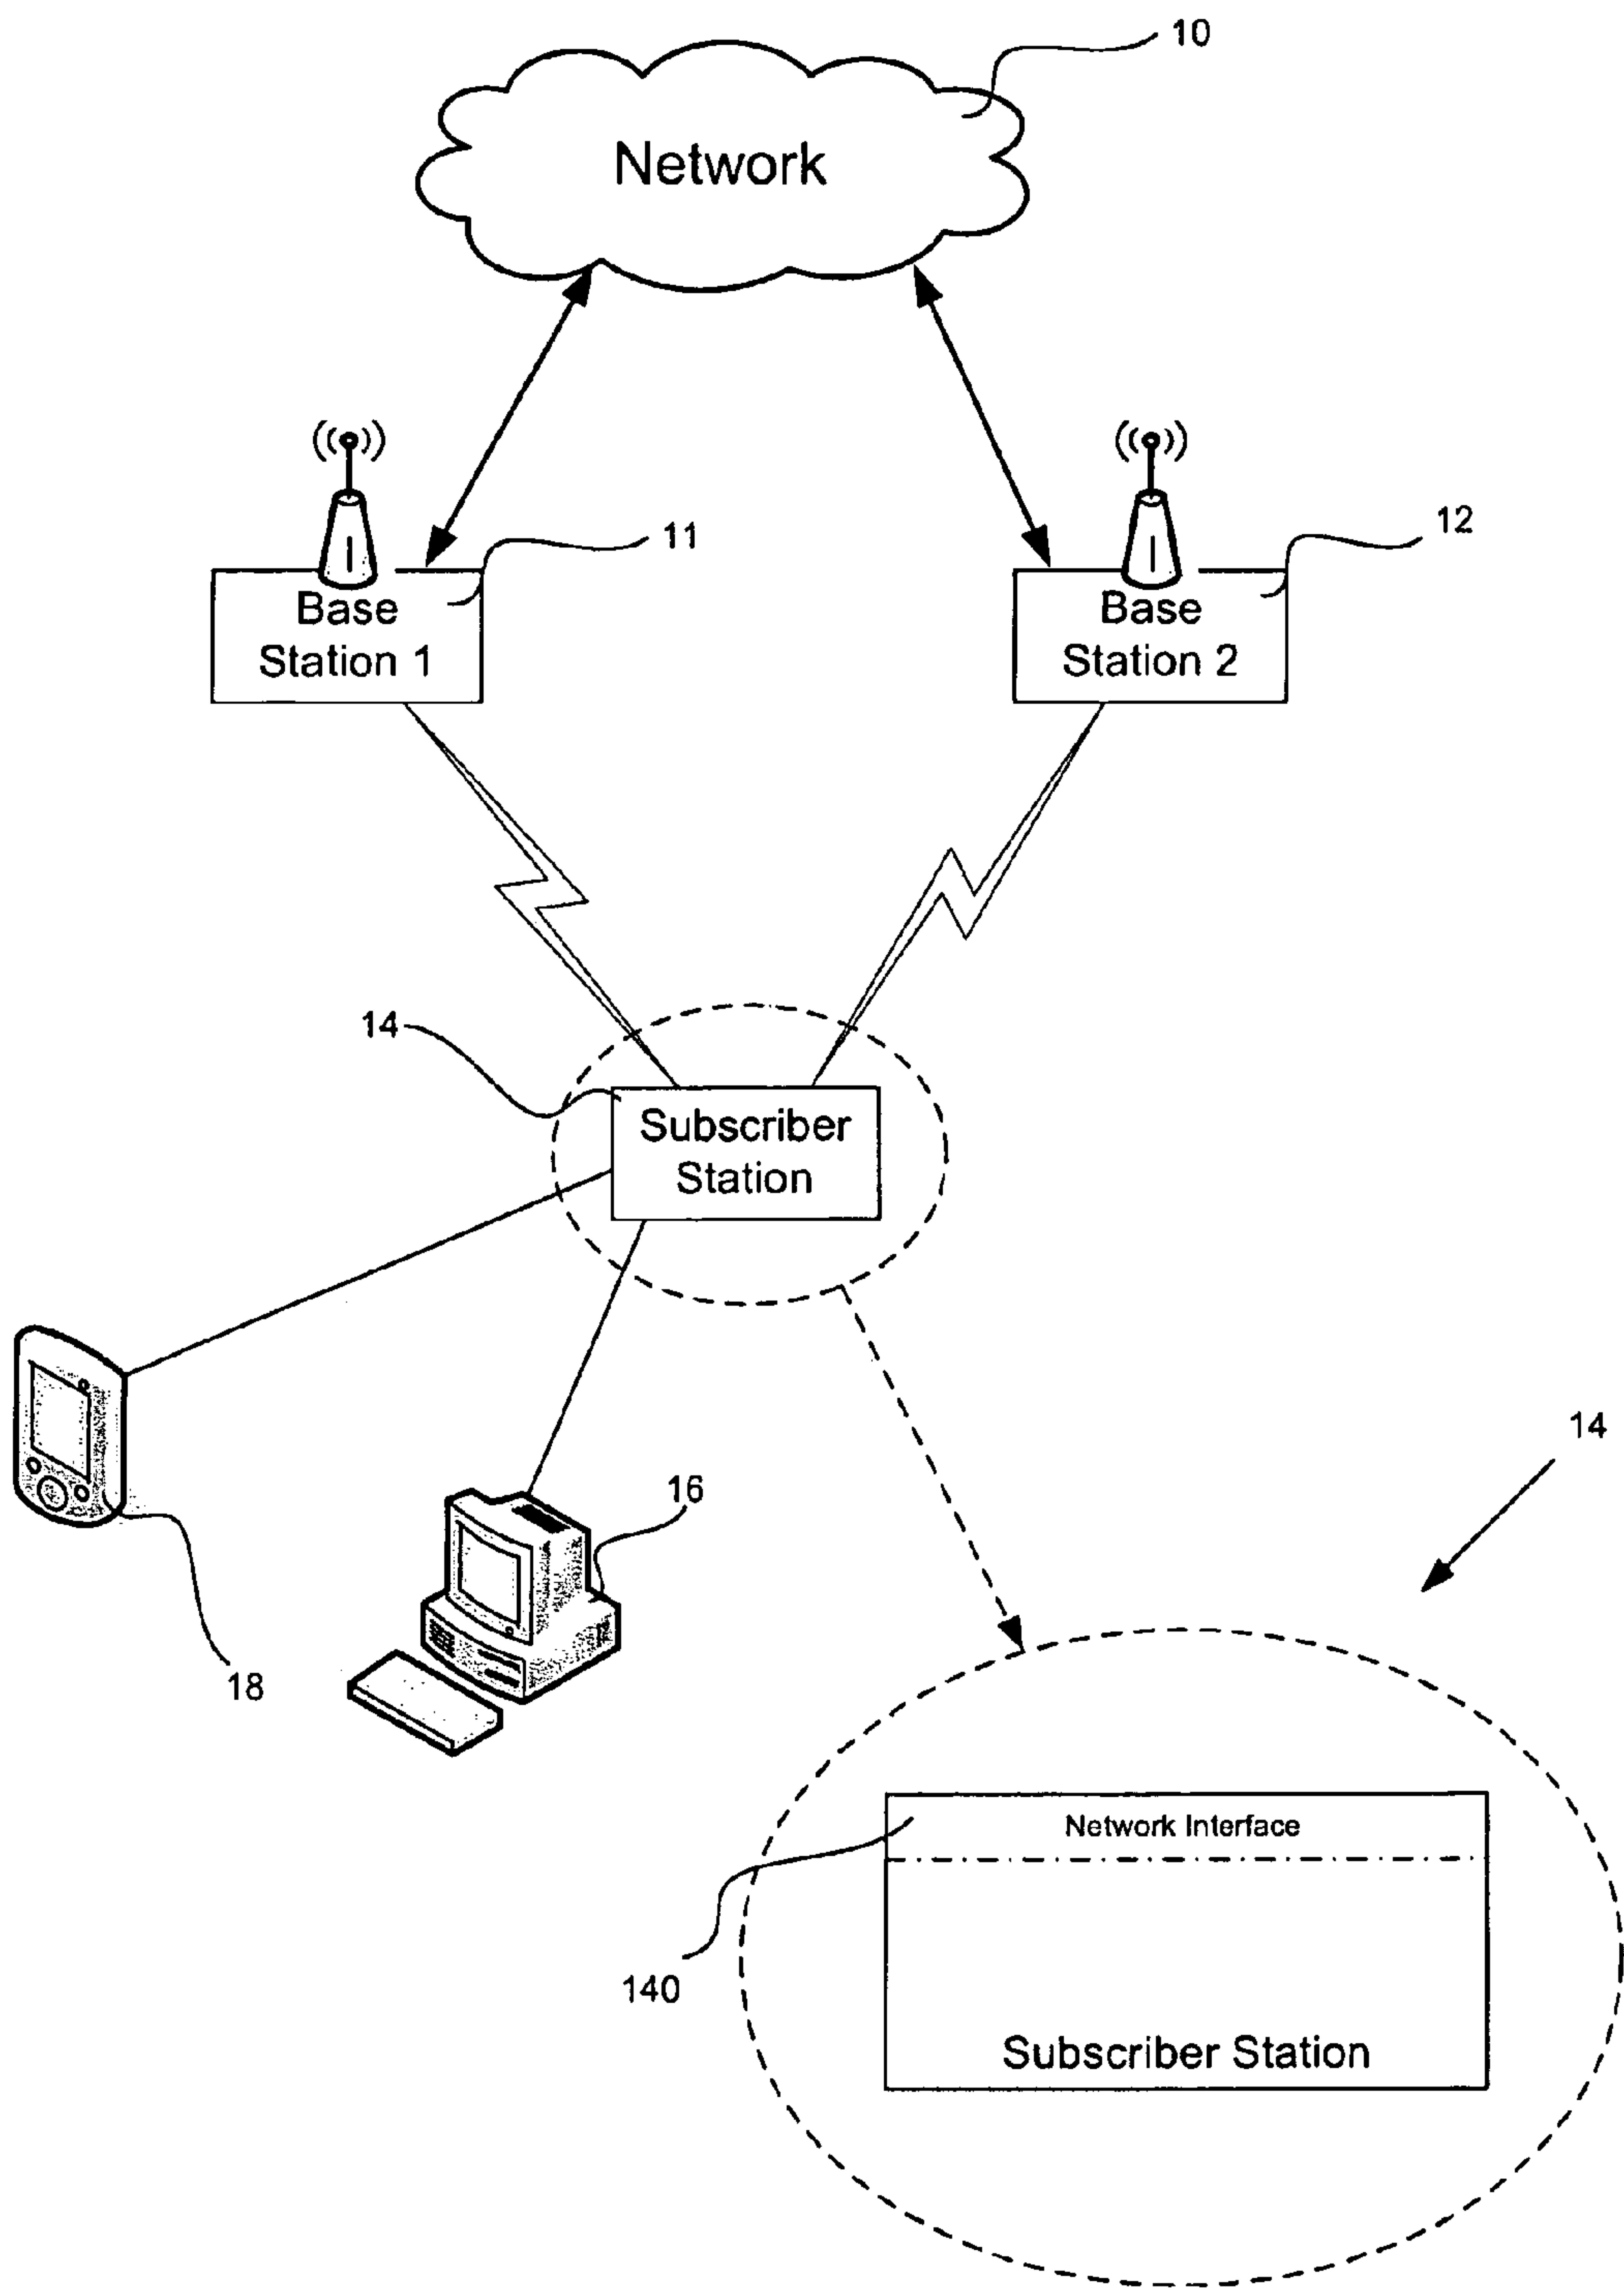 10
Network
11
12
Base
Station 1
Base
Station 2
14
Subscriber
Station
14
16
18
Network Interface
140
Subscriber Station